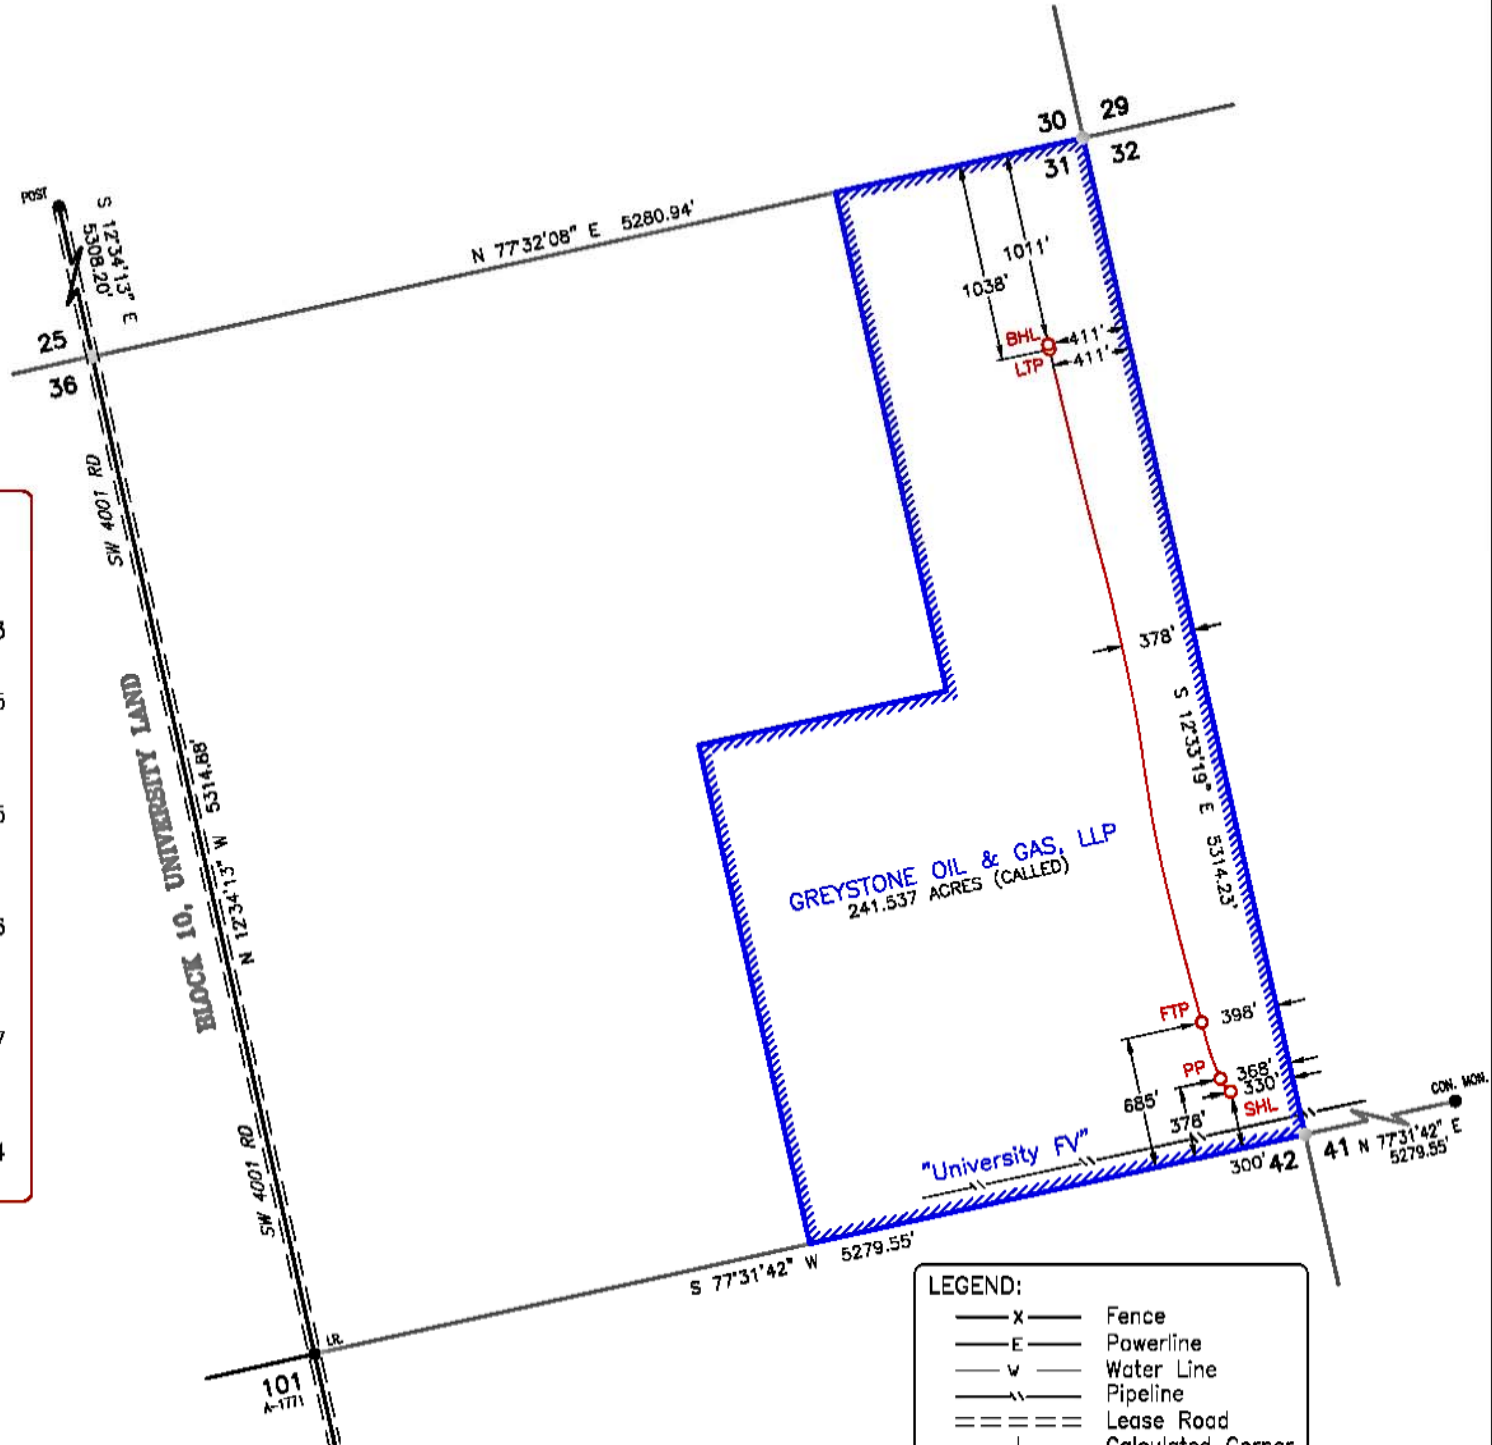 30 29
31 32
POST
S 12°34'13" E
5308.20'
N 77°32'08" E 5280.94'
1011'
1038'
25
36
BHL
411'
LTP
411'
SW 4001 RD
378'
BLOCK 10, UNIVERSITY LAND
N 12°34'13" W 5314.88'
S 12°33'19" E 5314.23'
GREYSTONE OIL & GAS, LLP
241.537 ACRES (CALLED)
FTP
398'
PP
368'
330'
SHL
685'
378'
300'
"University FV"
42 41
CON. MON.
N 77°31'42" E
5279.55'
SW 4001 RD
S 77°31'42" W 5279.55'
I.R.
101
A-1771
LEGEND:
X Fence
E Powerline
W Water Line
Pipeline
Lease Road
Calculated Corner